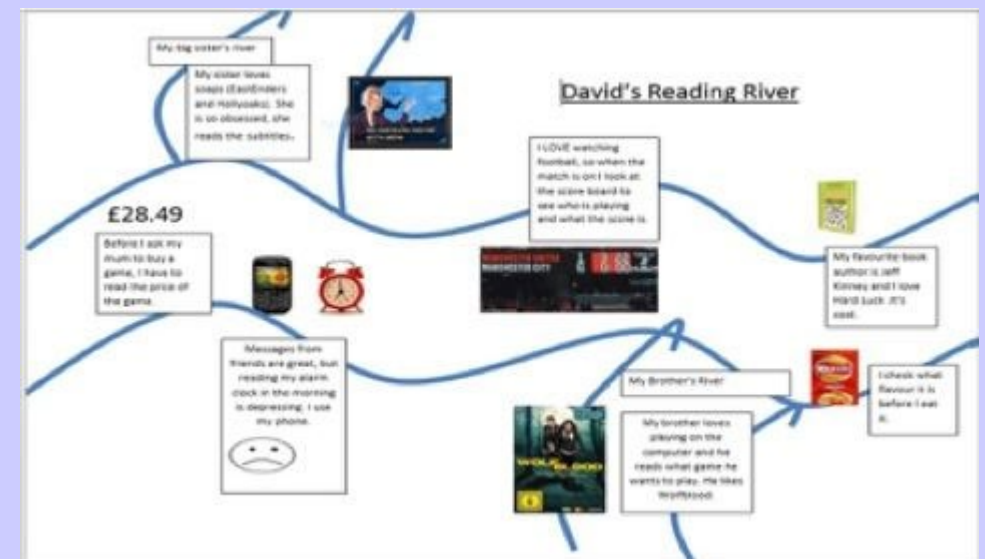 David's Reading River
My big sister's river
My sister loves
soaps (EastEnders
and Hollyoaks). She
is so obsessed, she
reads the subtitles.
I LOVE watching
football, so when the
match is on I look at
the score board to
see who is playing
and what the score is
£28.49
Before I ask my
mum to buy a
game, I have to
read the price of
the game.
MANCHESTER UNITED
MANCHESTER CITY
My favourite book
author is Jeff
Kinney and I love
Hard Luck. It's
cool.
Messages from
friends are great, but
reading my alarm
clock in the morning
is depressing. I use
my phone.
My Brother's River
I check what
flavour it is
before I eat
it.
WOLFBLOOD
My brother loves
playing on the
computer and he
reads what game he
wants to play. He likes
Wolfblood.